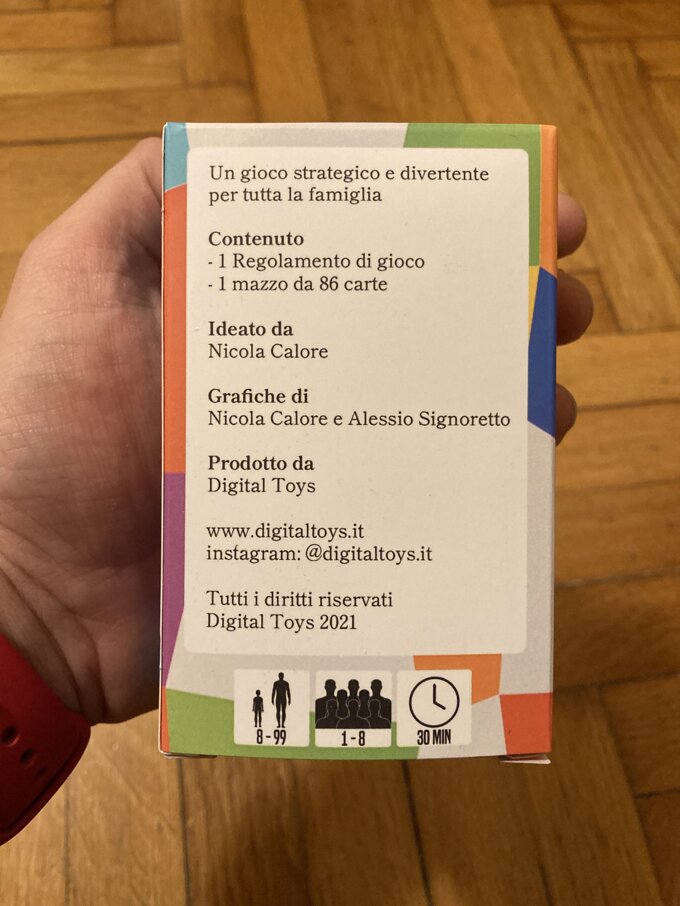 Un gioco strategico e divertente
per tutta la famiglia
Contenuto
- 1 Regolamento di gioco
- 1 mazzo da 86 carte
Ideato da
Nicola Calore
Grafiche di
Nicola Calore e Alessio Signoretto
Prodotto da
Digital Toys
www.digitaltoys.it
instagram: @digitaltoys.it
Tutti i diritti riservati
Digital Toys 2021
8 - 99
1 - 8
30 MIN